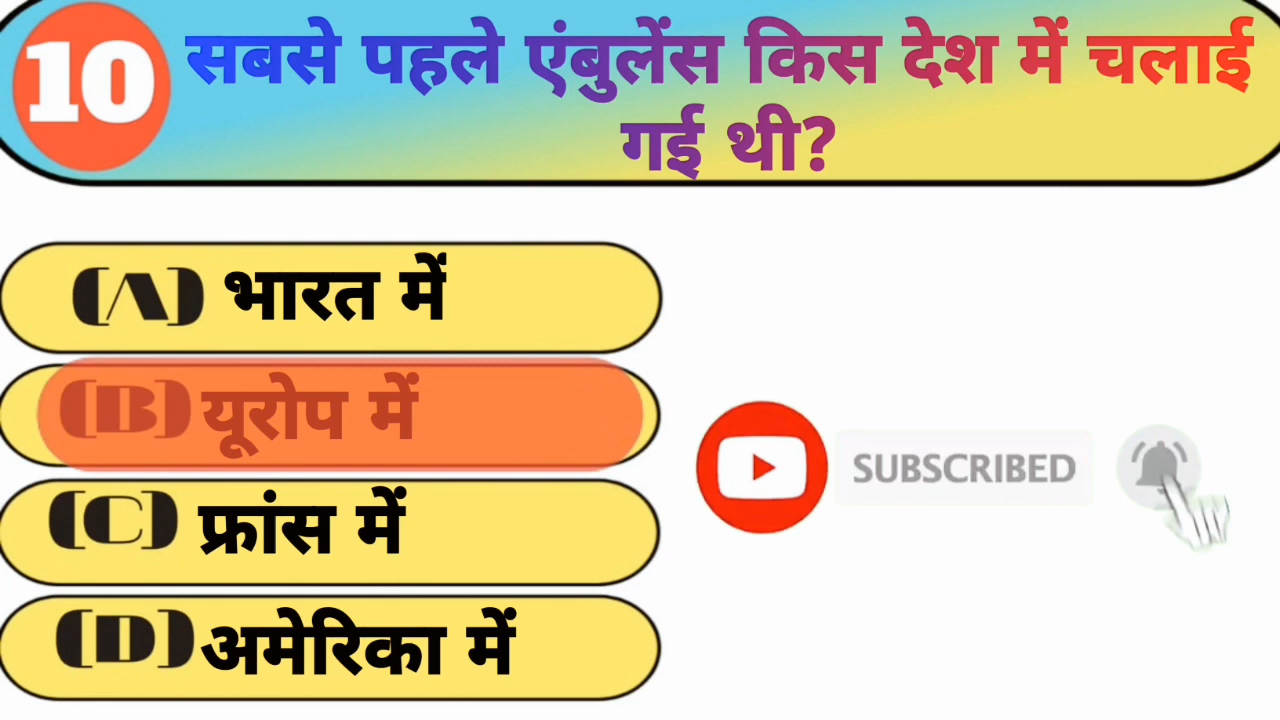 10 सबसे पहले एंबुलेंस किस देश में चलाई
गई थी?
(A) भारत में
(B) यूरोप में
(C) फ्रांस में
(D) अमेरिका में
SUBSCRIBED